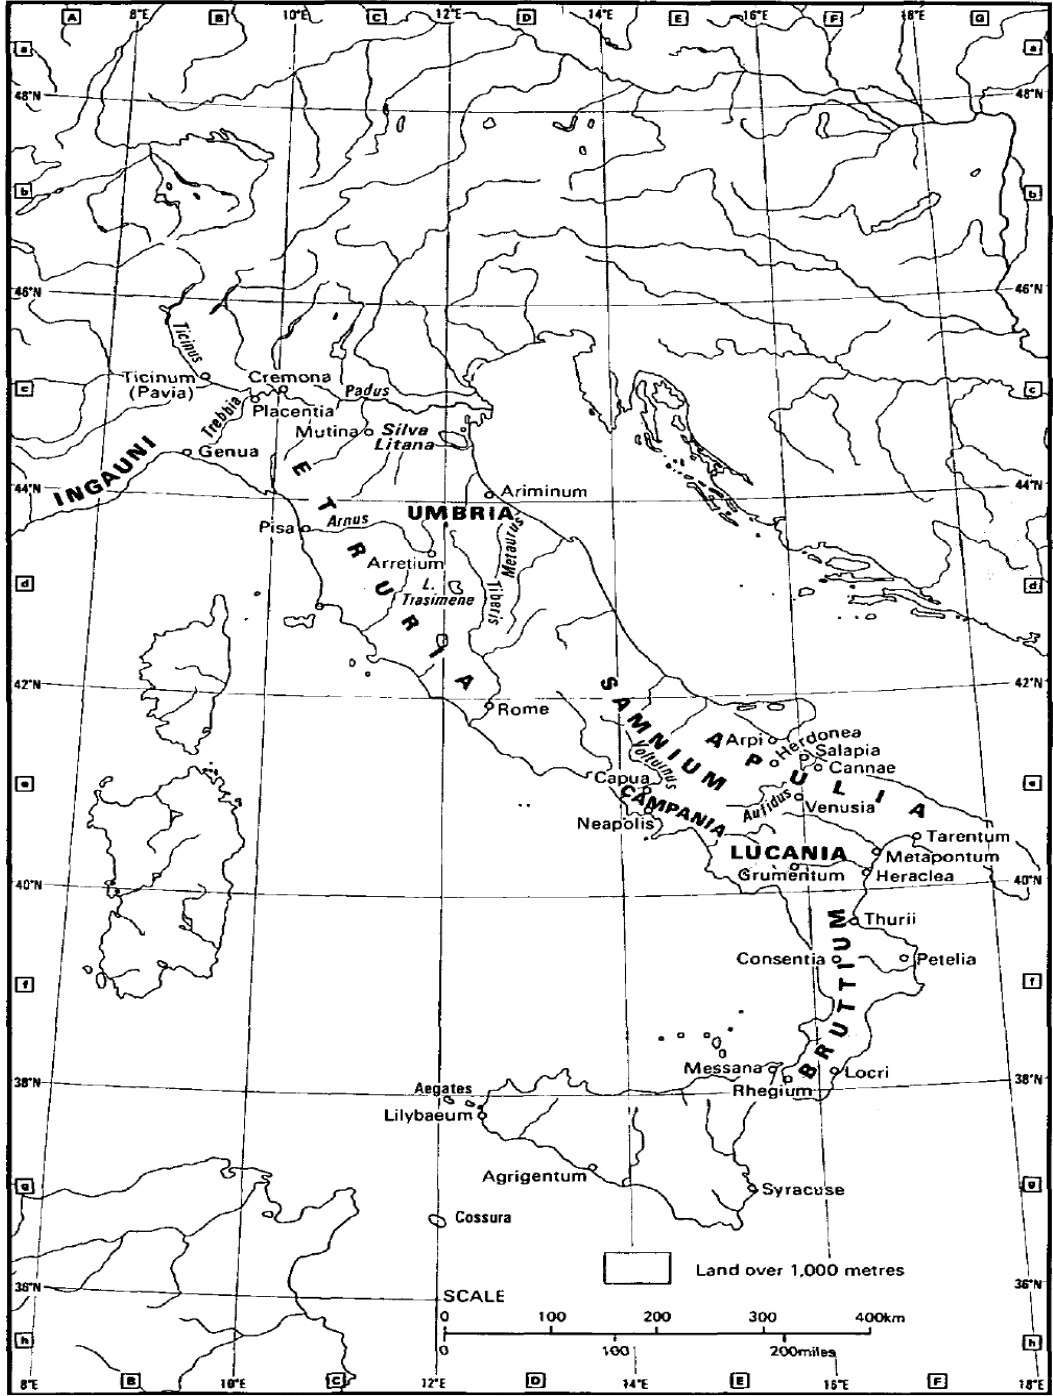 A B C D E F G
8°E 10°E 12°E 14°E 16°E 18°E
a a
48°N 48°N
b b
46°N 46°N
Ticinus
Ticinum
(Pavia)
Cremona
Padus
c c
Placentia
Trebbia
Mutina
Silva
Litana
Genua
INGAUNI
44°N 44°N
Ariminum
ETRURIA
Pisa
Arnus
UMBRIA
Metaurus
Arretium
L.
Trasimene
Tiberis
d d
42°N 42°N
Rome
SAMNIUM
APULIA
Arpi
Herdonea
Salapia
Cannae
Volturnus
Capua
CAMPANIA
Aufidus
Venusia
e e
Neapolis
Tarentum
LUCANIA
Metapontum
Grumentum
Heraclea
40°N 40°N
Thurii
BRUTTIUM
Consentia
Petelia
f f
Messana
Locri
Rhegium
38°N 38°N
Aegates
Lilybaeum
Agrigentum
Syracuse
g g
Cossura
Land over 1,000 metres
36°N 36°N
SCALE
0 100 200 300 400km
0 100 200miles
h h
8°E B 10°E C 12°E D 14°E E 16°E F 18°E